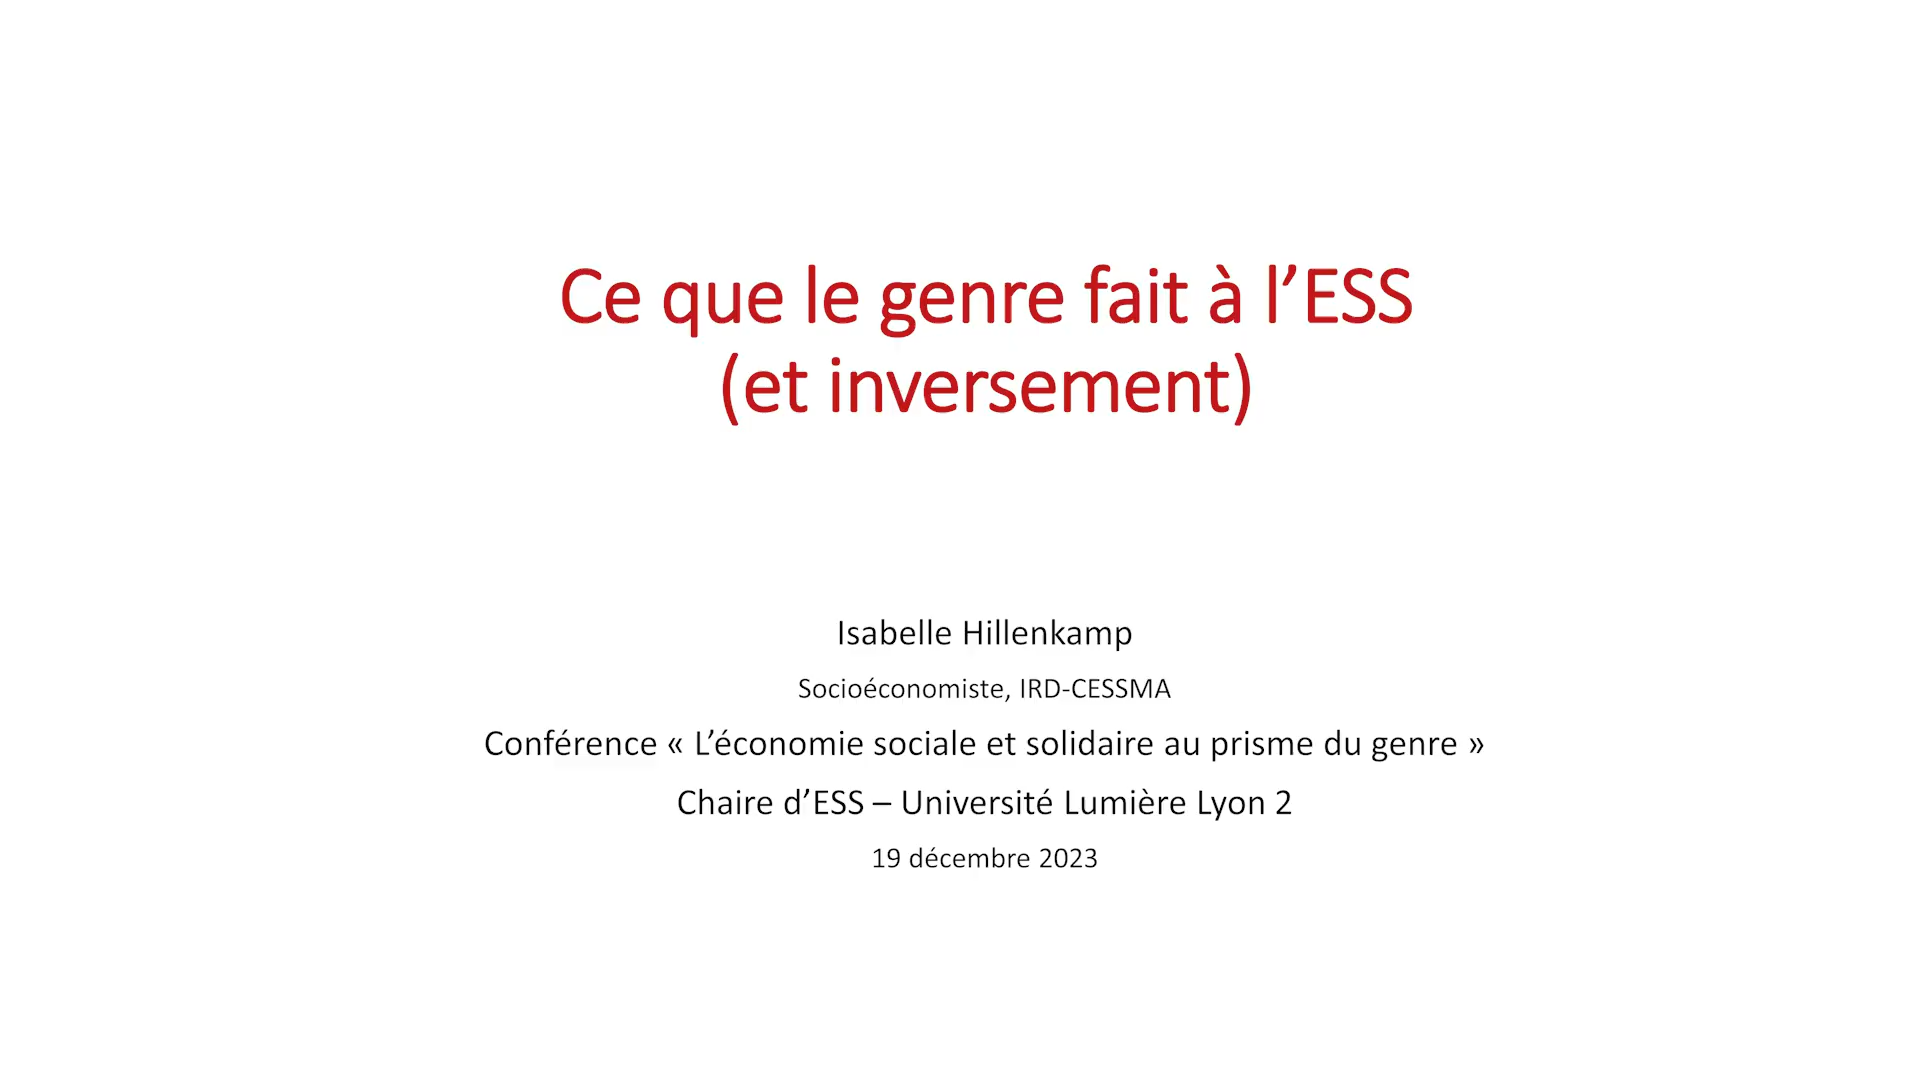 Ce que le genre fait à l’ESS
(et inversement)
Isabelle Hillenkamp
Socioéconomiste, IRD-CESSMA
Conférence « L’économie sociale et solidaire au prisme du genre »
Chaire d’ESS – Université Lumière Lyon 2
19 décembre 2023